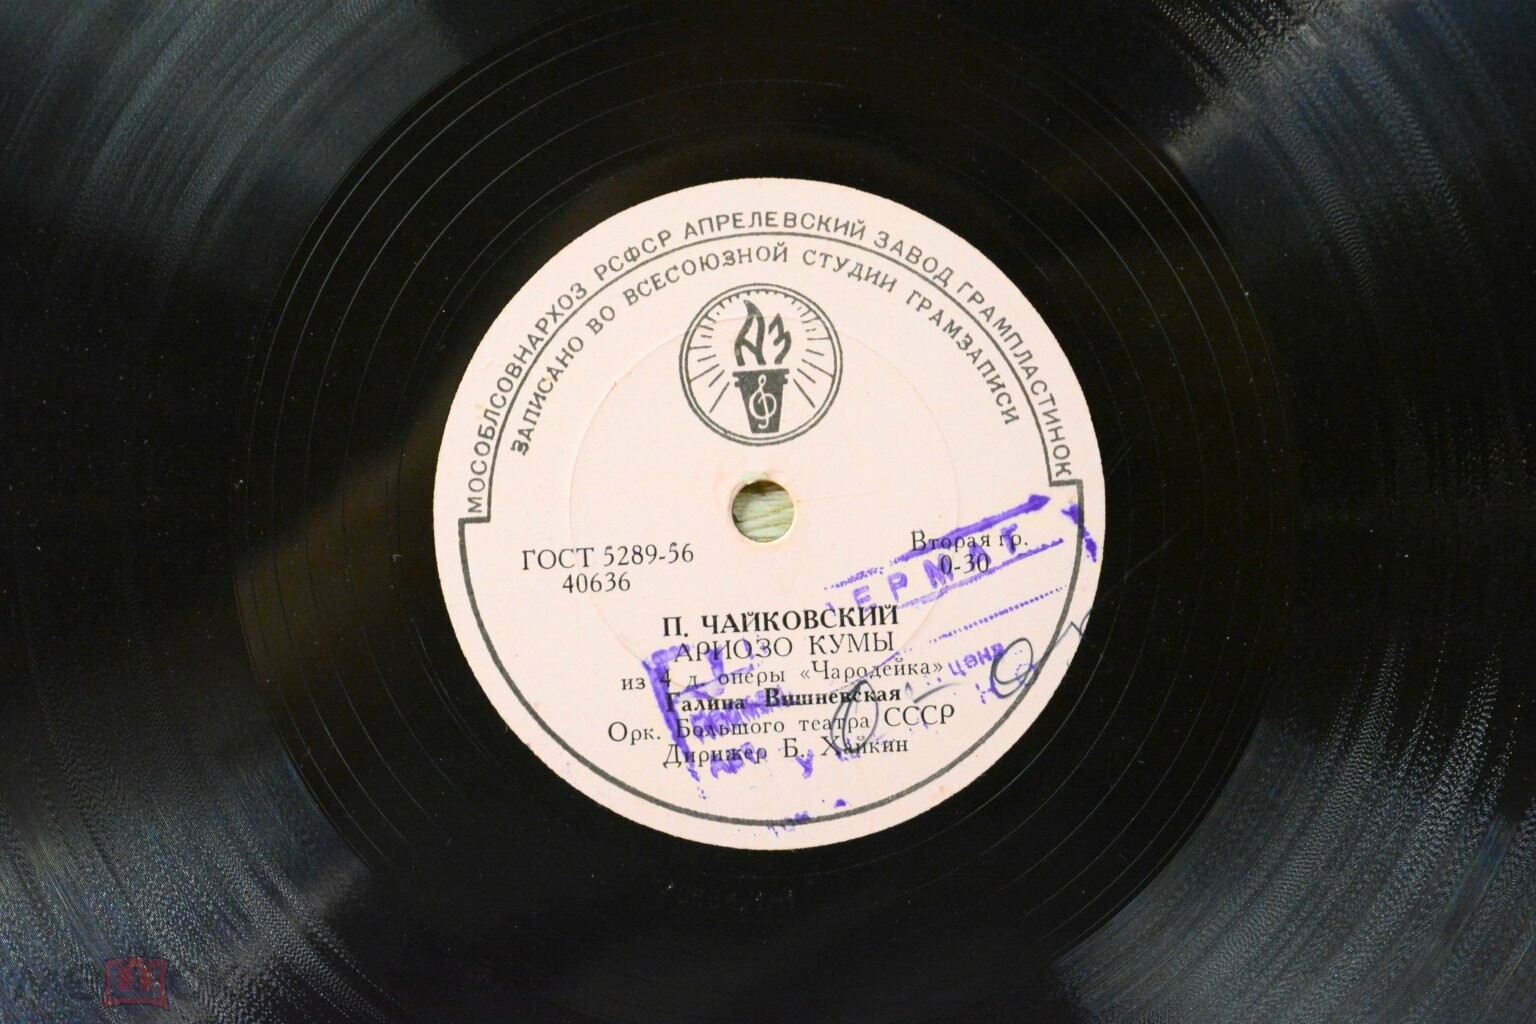 МОСОБЛСОВНАРХОЗ РСФСР АПРЕЛЕВСКИЙ ЗАВОД ГРАМПЛАСТИНОК
ЗАПИСАНО ВО ВСЕСОЮЗНОЙ СТУДИИ ГРАМЗАПИСИ
АЗ
ГОСТ 5289-56
40636
Вторая гр.
0-30
П. ЧАЙКОВСКИЙ
АРИОЗО КУМЫ
из 4 д. оперы «Чародейка»
Галина Вишневская
Орк. Большого театра СССР
Дирижер Б. Хайкин
цена